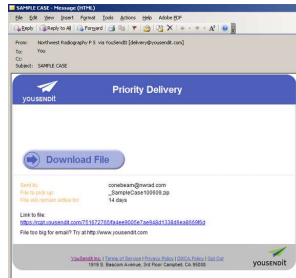 SAMPLE CASE - Message (HTML)
File Edit View Insert Format Tools Actions Help Adobe PDF
Reply Reply to All Forward
From: Northwest Radiography P S via YouSendIt [delivery@yousendit.com]
To: You
Cc:
Subject: SAMPLE CASE
YOUSENDIT
Priority Delivery
Download File
Sent by: conebeam@nwrad.com
File to pick up: _SampleCase100609.pp
File will remain active for: 14 days
Link to file:
File too big for email? Try at http://www.yousendit.com
YouSendIt Inc. | Terms of Service | Privacy Policy | DMCA Policy | Opt Out
1919 S. Bascom Avenue, 3rd Floor Campbell, CA 95008
YOUSENDIT